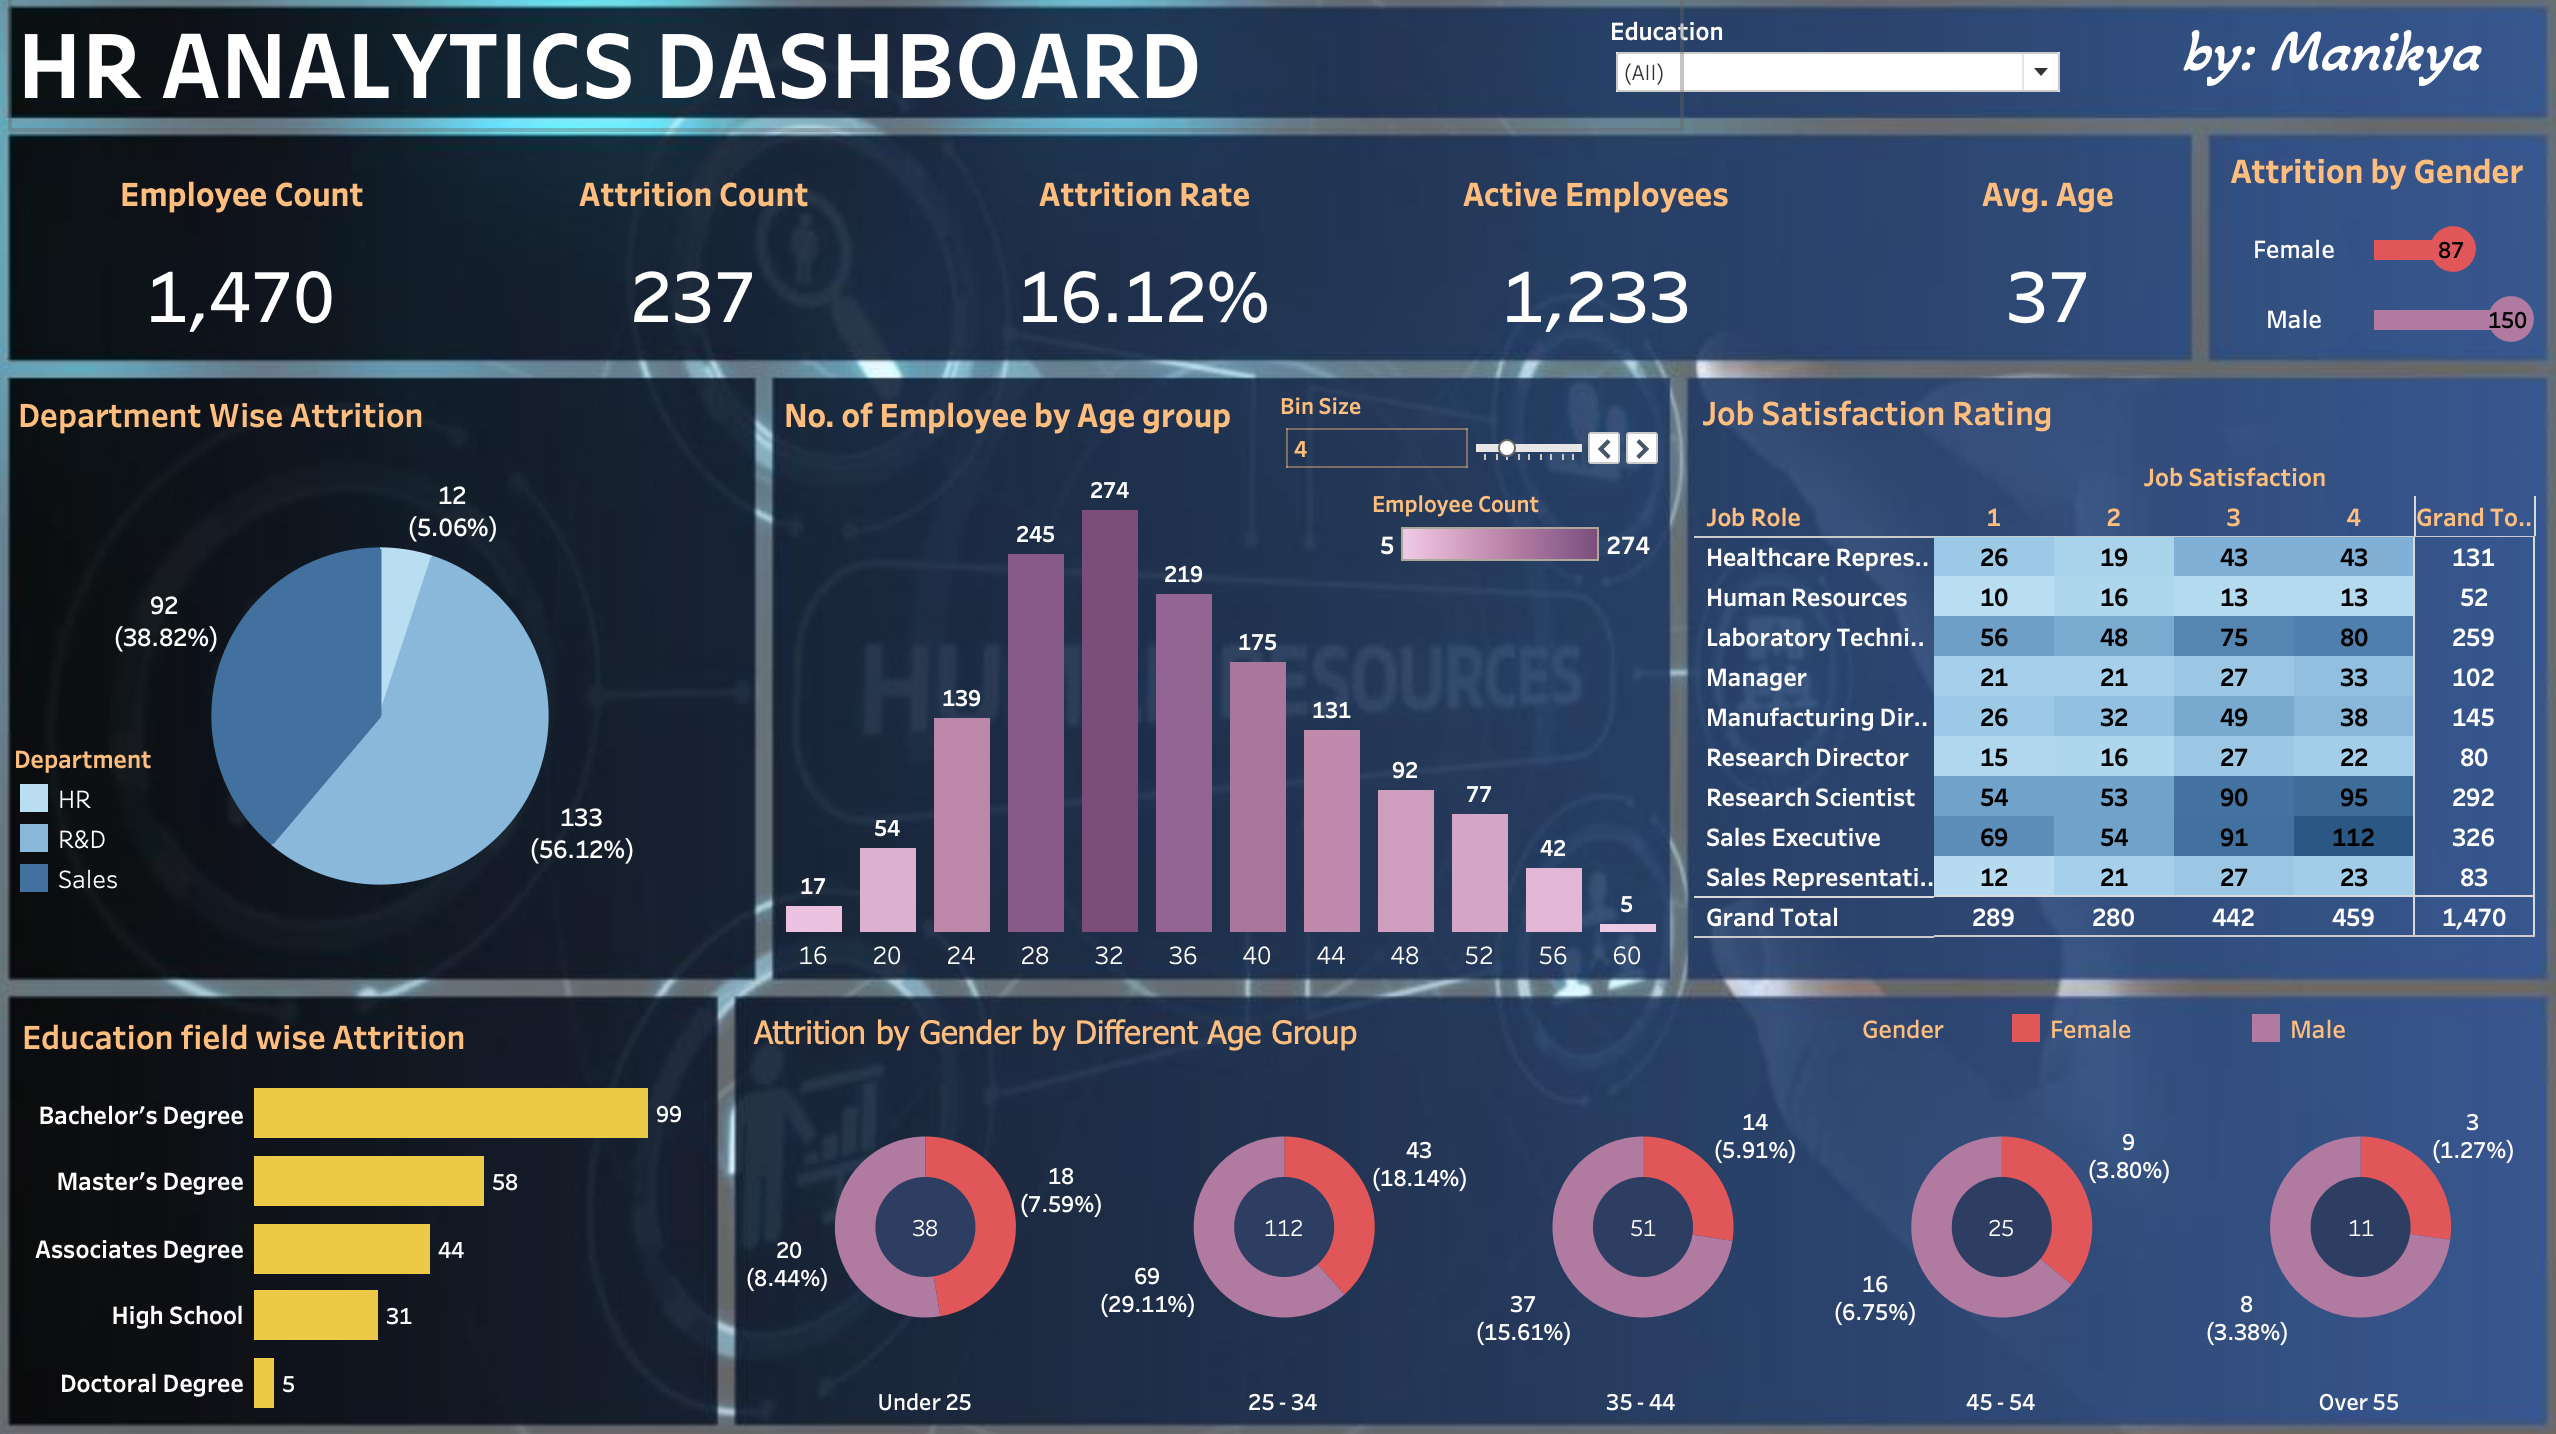 HR ANALYTICS DASHBOARD
Education
(All)
by: Manikya
Employee Count
1,470
Attrition Count
237
Attrition Rate
16.12%
Active Employees
1,233
Avg. Age
37
Attrition by Gender
Female 87
Male 150
Department Wise Attrition
12
(5.06%)
92
(38.82%)
133
(56.12%)
Department
HR
R&D
Sales
No. of Employee by Age group
Bin Size
4
Employee Count
5 274
17 54 139 245 274 219 175 131 92 77 42 5
16 20 24 28 32 36 40 44 48 52 56 60
HUMAN RESOURCES
Job Satisfaction Rating
Job Satisfaction
Job Role 1 2 3 4 Grand To..
Healthcare Repres.. 26 19 43 43 131
Human Resources 10 16 13 13 52
Laboratory Techni.. 56 48 75 80 259
Manager 21 21 27 33 102
Manufacturing Dir.. 26 32 49 38 145
Research Director 15 16 27 22 80
Research Scientist 54 53 90 95 292
Sales Executive 69 54 91 112 326
Sales Representati.. 12 21 27 23 83
Grand Total 289 280 442 459 1,470
Education field wise Attrition
Bachelor's Degree 99
Master's Degree 58
Associates Degree 44
High School 31
Doctoral Degree 5
Attrition by Gender by Different Age Group
Gender Female Male
18
(7.59%)
38
20
(8.44%)
Under 25
43
(18.14%)
112
69
(29.11%)
25 - 34
14
(5.91%)
51
37
(15.61%)
35 - 44
9
(3.80%)
25
16
(6.75%)
45 - 54
3
(1.27%)
11
8
(3.38%)
Over 55